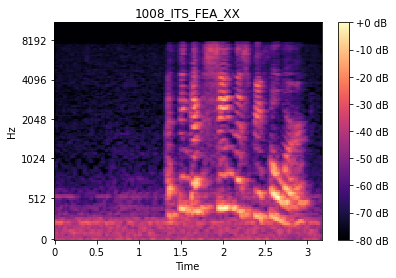 1008_ITS_FEA_XX
Hz
8192
4096
2048
1024
512
0
0 0.5 1 1.5 2 2.5 3
Time
+0 dB
-10 dB
-20 dB
-30 dB
-40 dB
-50 dB
-60 dB
-70 dB
-80 dB